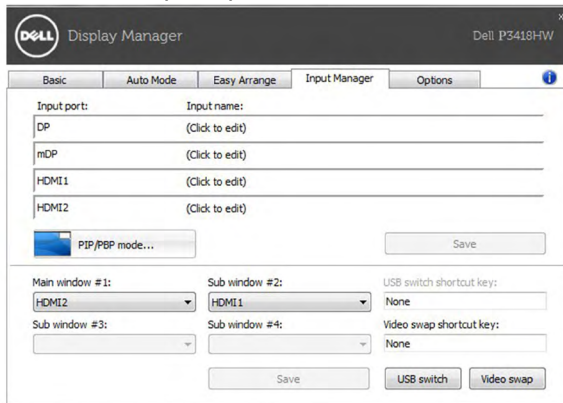 DELL Display Manager Dell P3418HW
Basic Auto Mode Easy Arrange Input Manager Options
Input port: Input name:
DP (Click to edit)
mDP (Click to edit)
HDMI1 (Click to edit)
HDMI2 (Click to edit)
PIP/PBP mode... Save
Main window #1: Sub window #2: USB switch shortcut key:
HDMI2 HDMI1 None
Sub window #3: Sub window #4: Video swap shortcut key:
None
Save USB switch Video swap